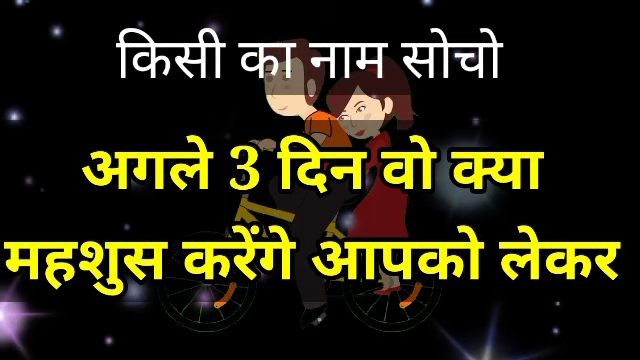 किसी का नाम सोचो
अगले 3 दिन वो क्या
महशुस करेंगे आपको लेकर